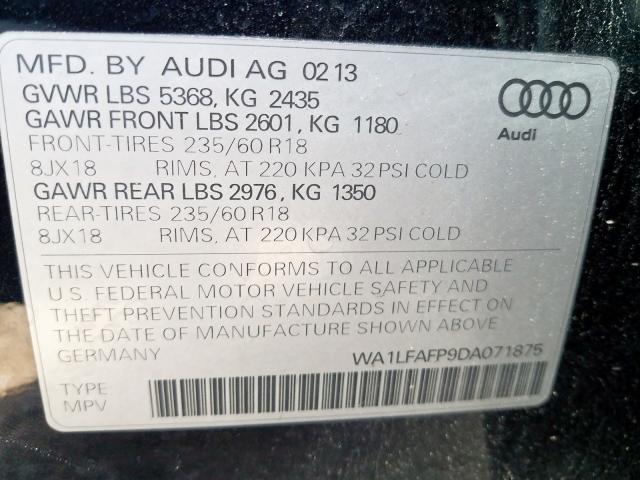 MFD. BY AUDI AG 02 13
GVWR LBS 5368, KG 2435
GAWR FRONT LBS 2601, KG 1180
FRONT-TIRES 235/60 R18
8JX18 RIMS, AT 220 KPA 32 PSI COLD
GAWR REAR LBS 2976, KG 1350
REAR-TIRES 235/60 R18
8JX18 RIMS, AT 220 KPA 32 PSI COLD
Audi
THIS VEHICLE CONFORMS TO ALL APPLICABLE
U.S. FEDERAL MOTOR VEHICLE SAFETY AND
THEFT PREVENTION STANDARDS IN EFFECT ON
THE DATE OF MANUFACTURE SHOWN ABOVE
GERMANY WA1LFAFP9DA071875
TYPE
MPV